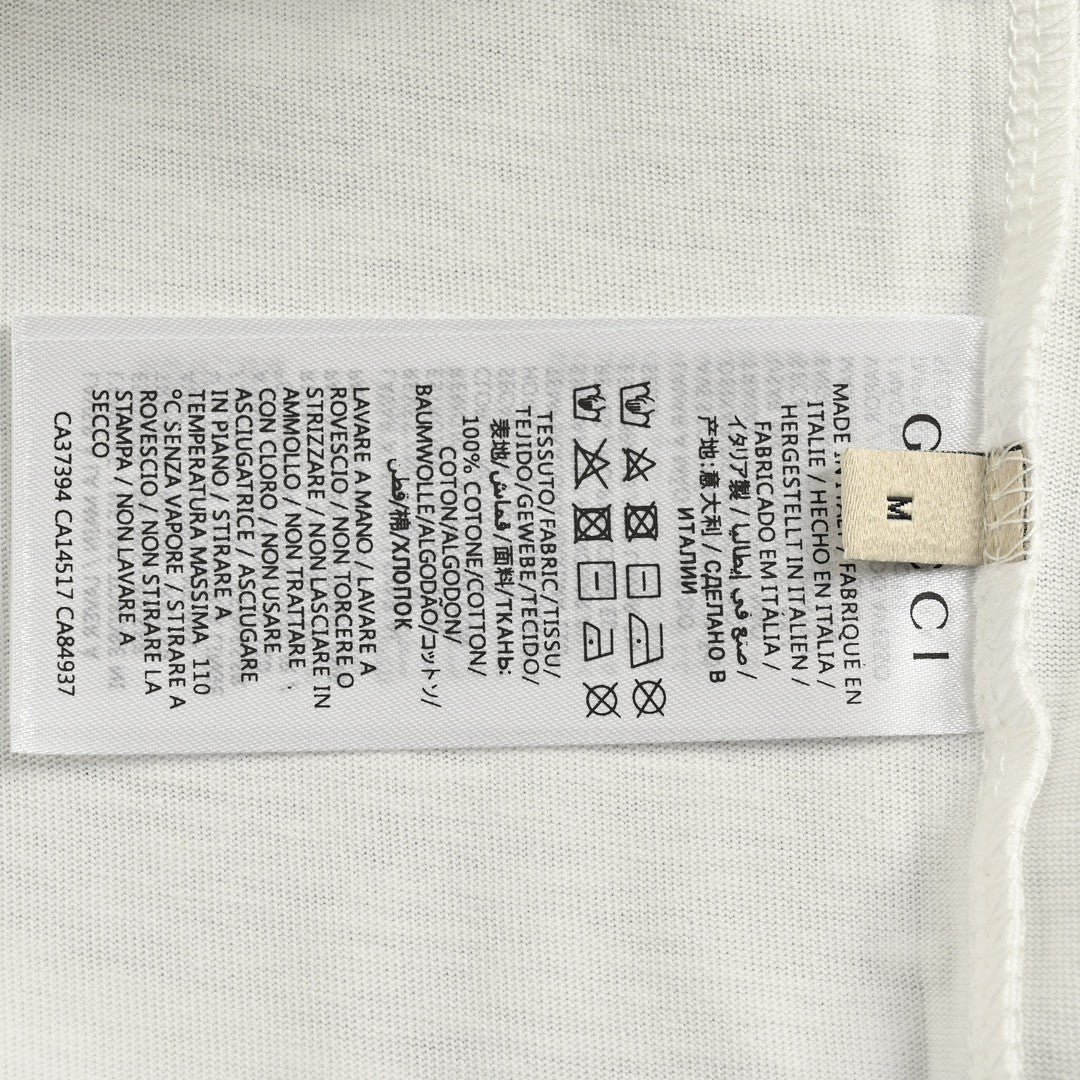 GUCCI
M
MADE IN ITALY / FABRIQUÉ EN
ITALIE / HECHO EN ITALIA /
HERGESTELLT IN ITALIEN /
FABRICADO EM ITÁLIA /
イタリア製 / صنع في إيطاليا /
产地:意大利 / СДЕЛАНО В
ИТАЛИИ
TESSUTO/FABRIC/TISSU/
TEJIDO/GEWEBE/TECIDO/
表地/قماش/面料/ТКАНЬ:
100% COTONE/COTTON/
COTON/ALGODON/
BAUMWOLLE/ALGODÃO/コットン/
قطن/棉/ХЛОПОК
LAVARE A MANO / LAVARE A
ROVESCIO / NON TORCERE O
STRIZZARE / NON LASCIARE IN
AMMOLLO / NON TRATTARE
CON CLORO / NON USARE
ASCIUGATRICE / ASCIUGARE
IN PIANO / STIRARE A
TEMPERATURA MASSIMA 110
°C SENZA VAPORE / STIRARE A
ROVESCIO / NON STIRARE LA
STAMPA / NON LAVARE A
SECCO
CA37394 CA14517 CA84937